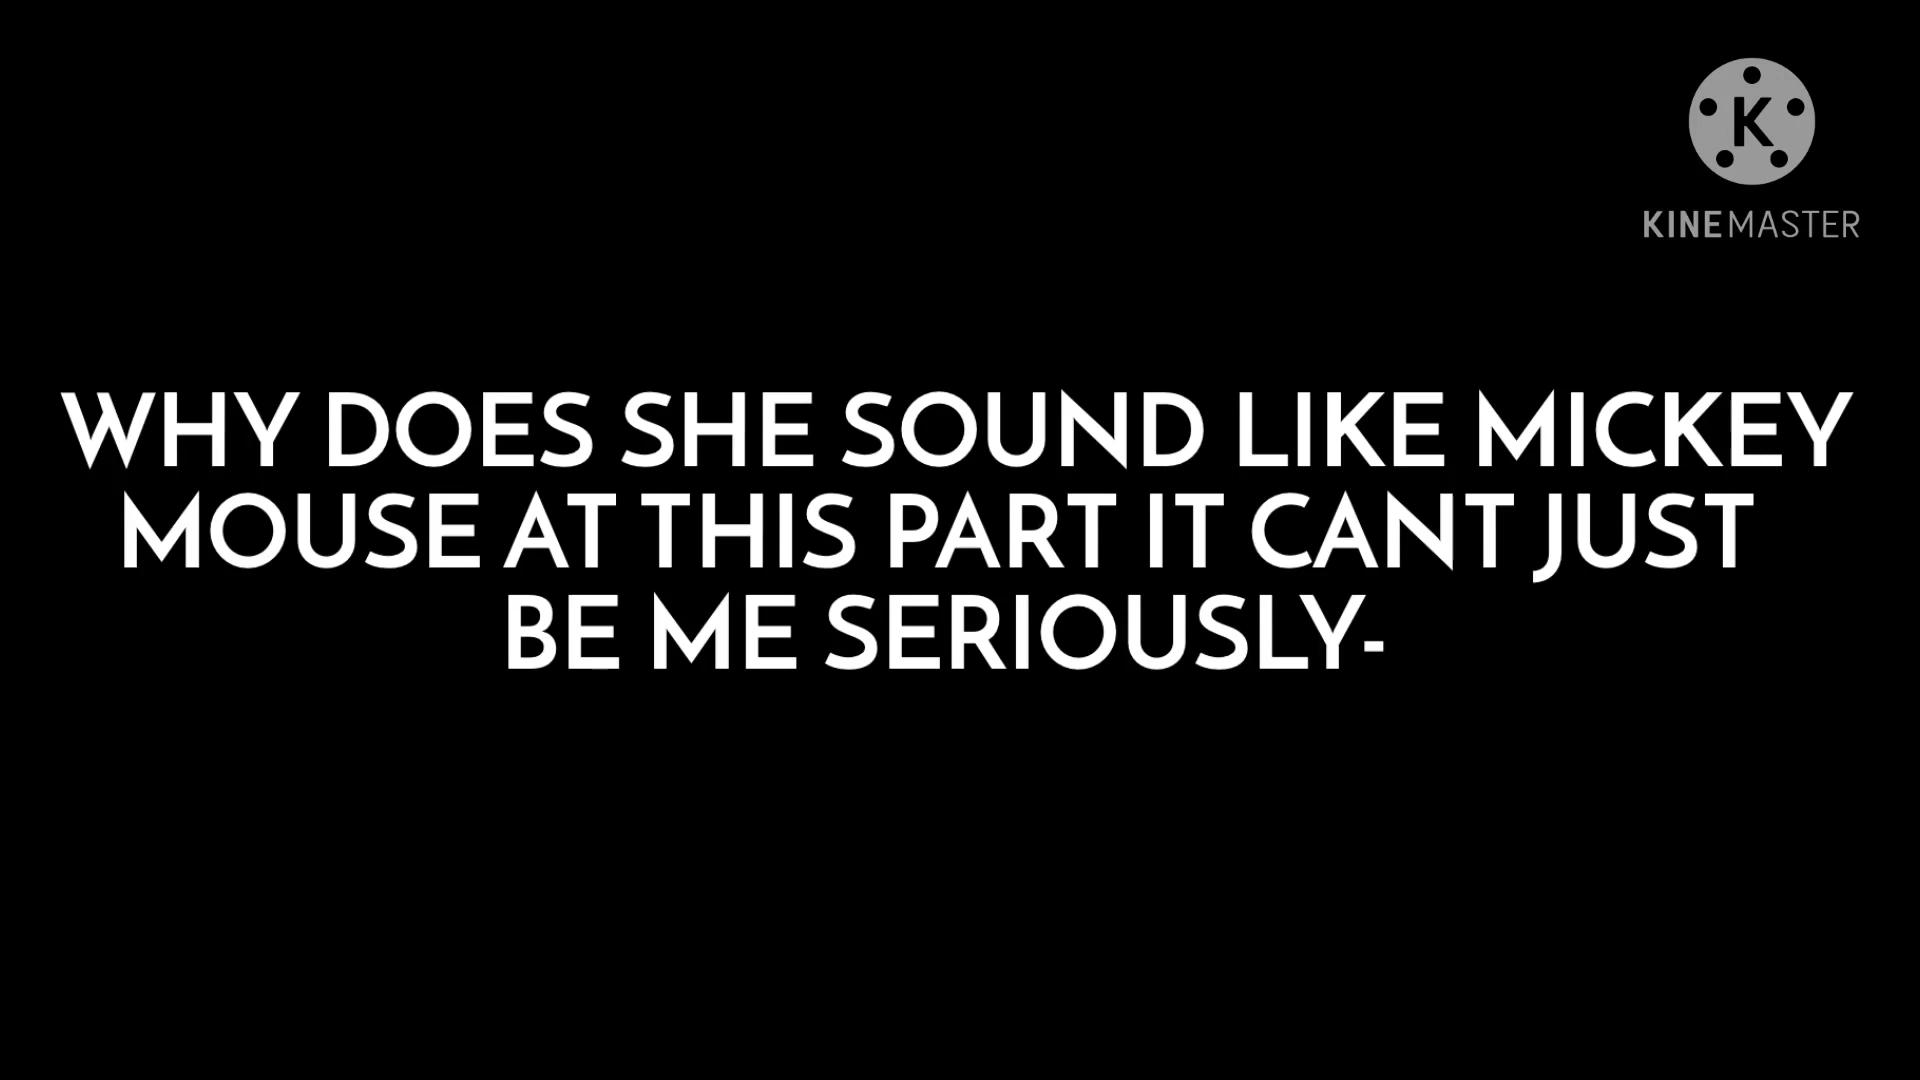 K
KINEMASTER
WHY DOES SHE SOUND LIKE MICKEY
MOUSE AT THIS PART IT CANT JUST
BE ME SERIOUSLY-